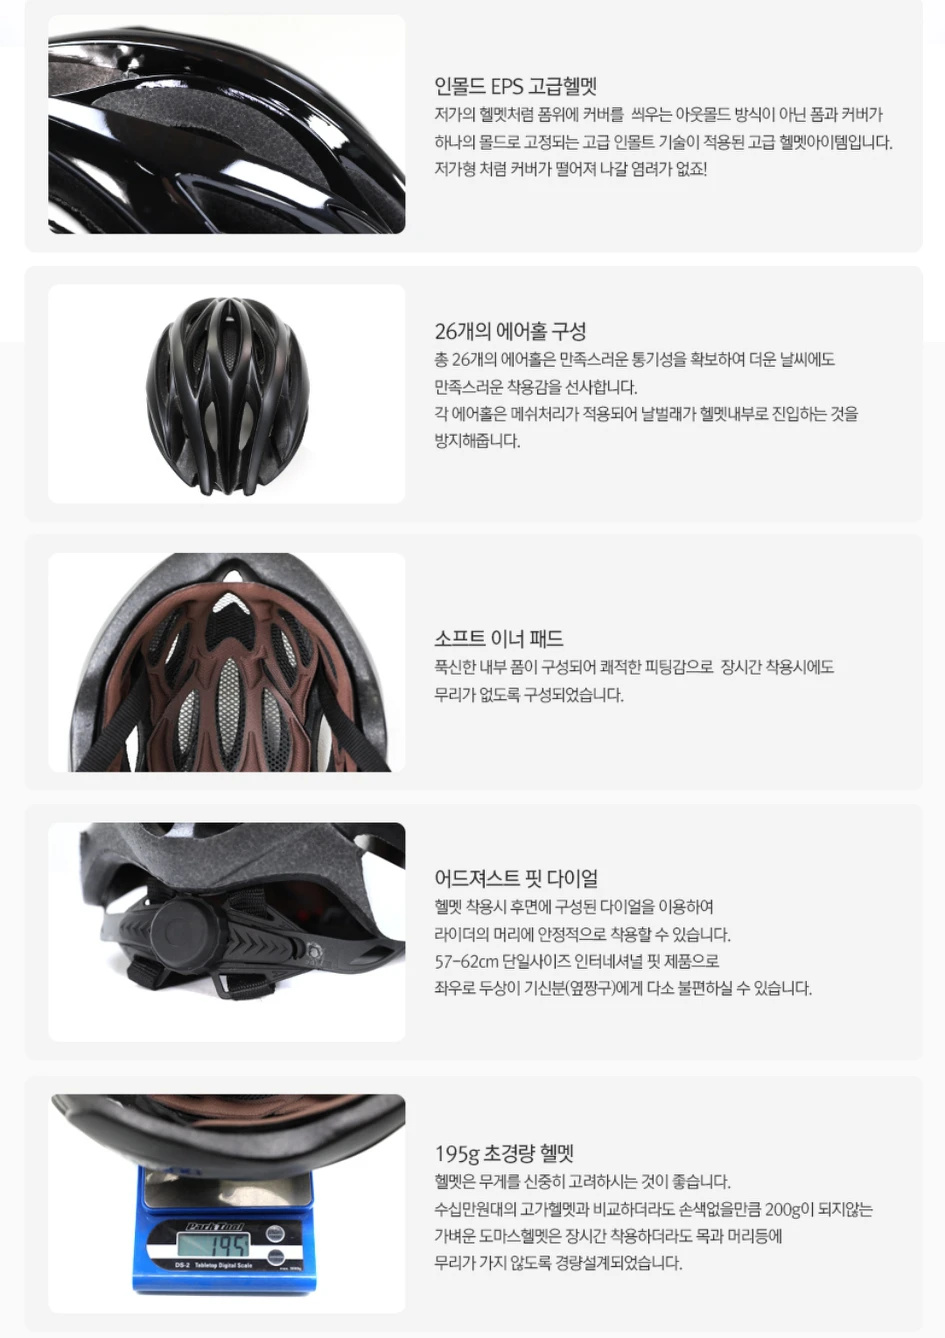 인몰드 EPS 고급헬멧
저가의 헬멧처럼 폼위에 커버를 씌우는 아웃몰드 방식이 아닌 폼과 커버가
하나의 몰드로 고정되는 고급 인몰트 기술이 적용된 고급 헬멧아이템입니다.
저가형 처럼 커버가 떨어져 나갈 염려가 없죠!
26개의 에어홀 구성
총 26개의 에어홀은 만족스러운 통기성을 확보하여 더운 날씨에도
만족스러운 착용감을 선사합니다.
각 에어홀은 메쉬처리가 적용되어 날벌래가 헬멧내부로 진입하는 것을
방지해줍니다.
소프트 이너 패드
푹신한 내부 폼이 구성되어 쾌적한 피팅감으로 장시간 착용시에도
무리가 없도록 구성되었습니다.
어드져스트 핏 다이얼
헬멧 착용시 후면에 구성된 다이얼을 이용하여
라이더의 머리에 안정적으로 착용할 수 있습니다.
57-62cm 단일사이즈 인터네셔널 핏 제품으로
좌우로 두상이 기신분(옆짱구)에게 다소 불편하실 수 있습니다.
195g 초경량 헬멧
헬멧은 무게를 신중히 고려하시는 것이 좋습니다.
수십만원대의 고가헬멧과 비교하더라도 손색없을만큼 200g이 되지않는
가벼운 도마스헬멧은 장시간 착용하더라도 목과 머리등에
무리가 가지 않도록 경량설계되었습니다.
ParkTool
195
DS-2 Tabletop Digital Scale